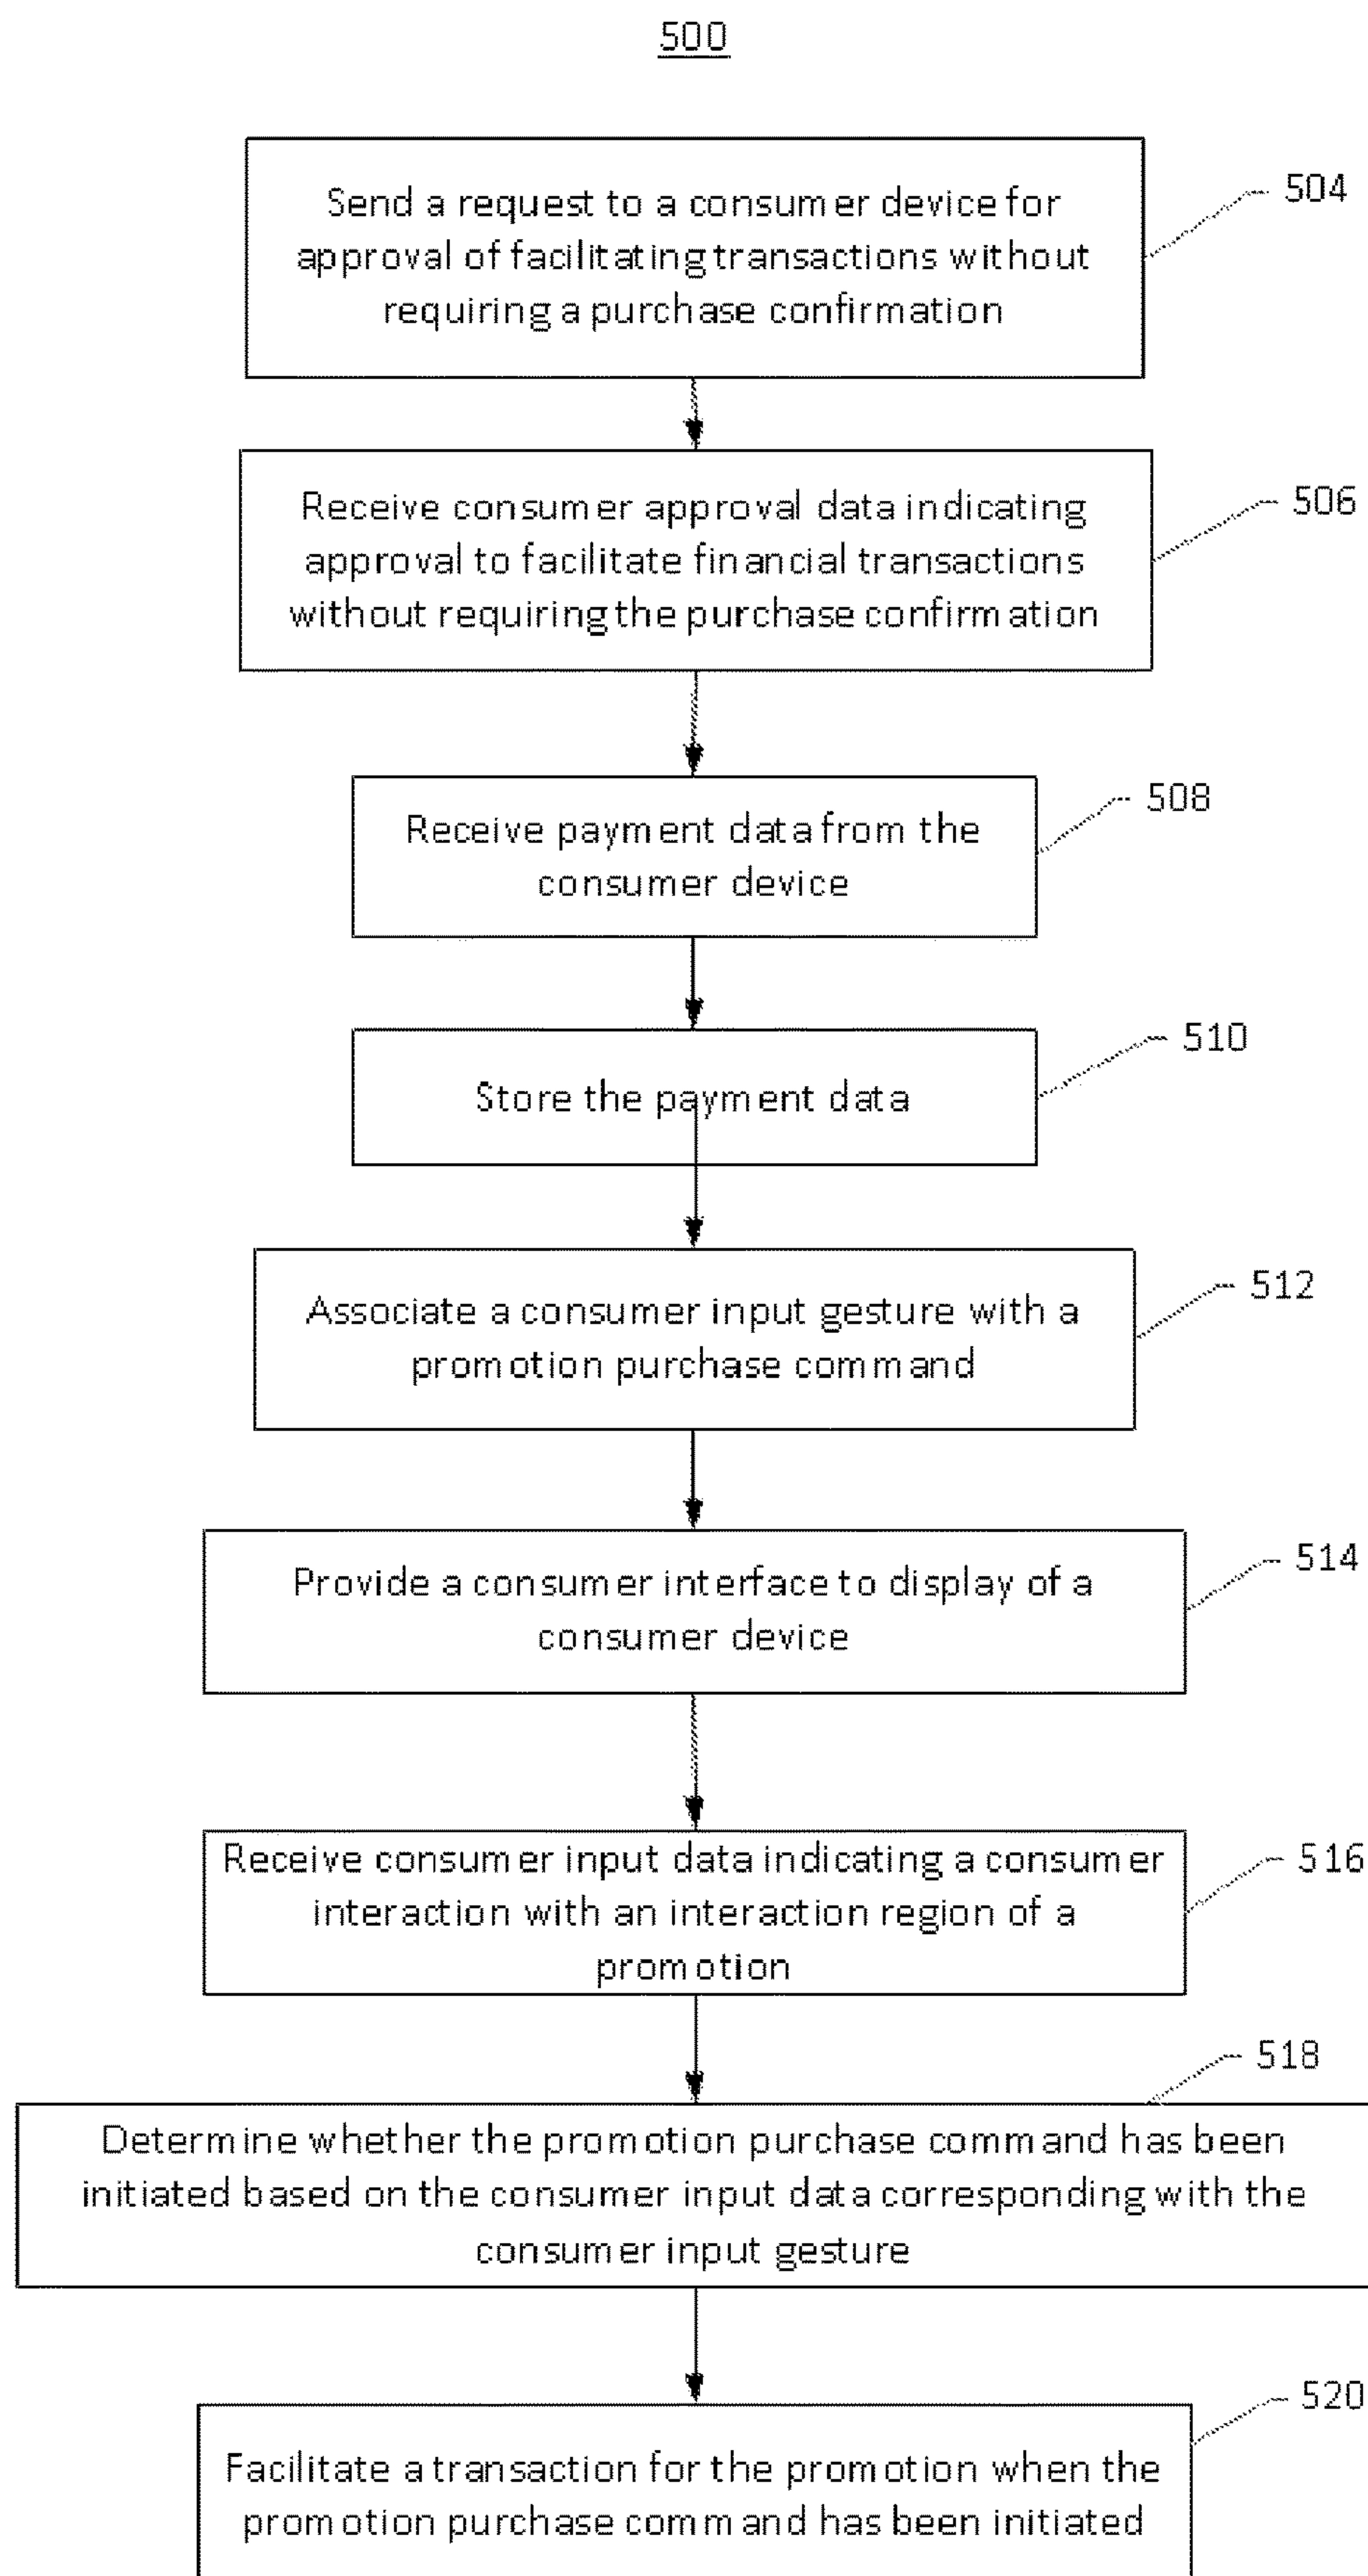 500
Send a request to a consumer device for
approval of facilitating transactions without
requiring a purchase confirmation
504
Receive consumer approval data indicating
approval to facilitate financial transactions
without requiring the purchase confirmation
506
Receive payment data from the
consumer device
508
Store the payment data
510
Associate a consumer input gesture with a
promotion purchase command
512
Provide a consumer interface to display of a
consumer device
514
Receive consumer input data indicating a consumer
interaction with an interaction region of a
promotion
516
518
Determine whether the promotion purchase command has been
initiated based on the consumer input data corresponding with the
consumer input gesture
520
Facilitate a transaction for the promotion when the
promotion purchase command has been initiated